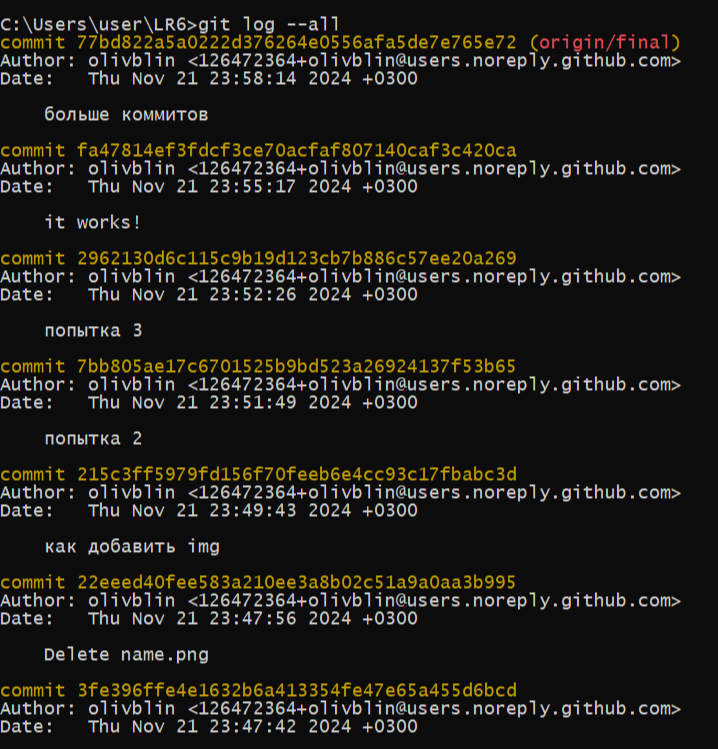 C:\Users\user\LR6>git log --all
commit 77bd822a5a0222d376264e0556afa5de7e765e72 (origin/final)
Author: olivblin <126472364+olivblin@users.noreply.github.com>
Date:   Thu Nov 21 23:58:14 2024 +0300
больше коммитов
commit fa47814ef3fdcf3ce70acfaf807140caf3c420ca
Author: olivblin <126472364+olivblin@users.noreply.github.com>
Date:   Thu Nov 21 23:55:17 2024 +0300
it works!
commit 2962130d6c115c9b19d123cb7b886c57ee20a269
Author: olivblin <126472364+olivblin@users.noreply.github.com>
Date:   Thu Nov 21 23:52:26 2024 +0300
попытка 3
commit 7bb805ae17c6701525b9bd523a26924137f53b65
Author: olivblin <126472364+olivblin@users.noreply.github.com>
Date:   Thu Nov 21 23:51:49 2024 +0300
попытка 2
commit 215c3ff5979fd156f70feeb6e4cc93c17fbabc3d
Author: olivblin <126472364+olivblin@users.noreply.github.com>
Date:   Thu Nov 21 23:49:43 2024 +0300
как добавить img
commit 22eeed40fee583a210ee3a8b02c51a9a0aa3b995
Author: olivblin <126472364+olivblin@users.noreply.github.com>
Date:   Thu Nov 21 23:47:56 2024 +0300
Delete name.png
commit 3fe396ffe4e1632b6a413354fe47e65a455d6bcd
Author: olivblin <126472364+olivblin@users.noreply.github.com>
Date:   Thu Nov 21 23:47:42 2024 +0300